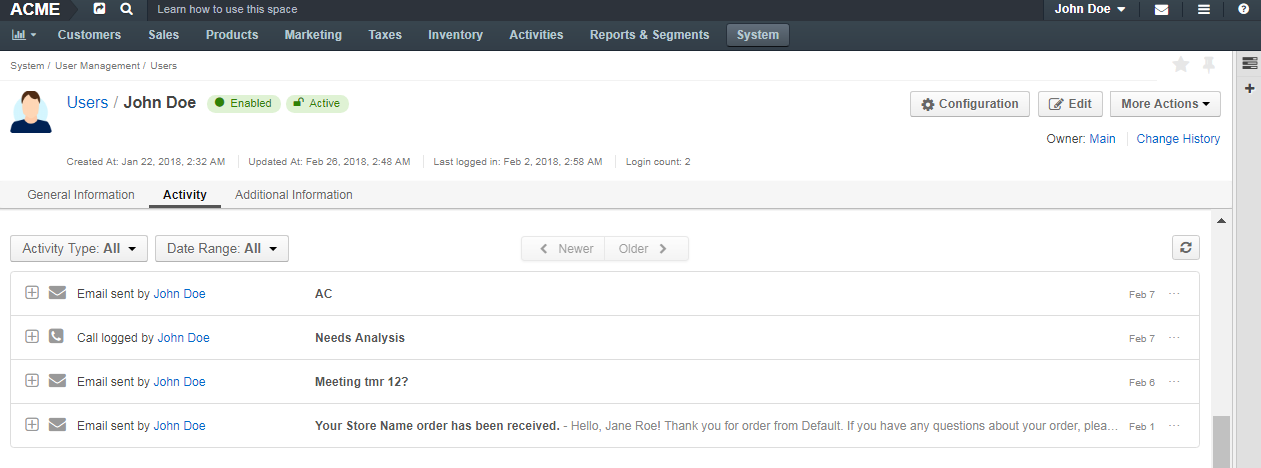 ACME Learn how to use this space John Doe
Customers Sales Products Marketing Taxes Inventory Activities Reports & Segments System
System / User Management / Users
Users / John Doe Enabled Active Configuration Edit More Actions
Owner: Main Change History
Created At: Jan 22, 2018, 2:32 AM Updated At: Feb 26, 2018, 2:48 AM Last logged in: Feb 2, 2018, 2:58 AM Login count: 2
General Information Activity Additional Information
Activity Type: All Date Range: All Newer Older
Email sent by John Doe AC Feb 7 ...
Call logged by John Doe Needs Analysis Feb 7 ...
Email sent by John Doe Meeting tmr 12? Feb 6 ...
Email sent by John Doe Your Store Name order has been received. - Hello, Jane Roe! Thank you for order from Default. If you have any questions about your order, plea... Feb 1 ...